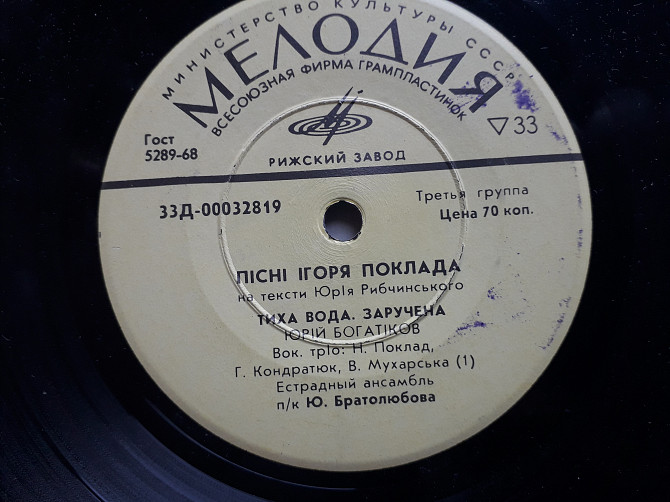 МИНИСТЕРСТВО КУЛЬТУРЫ СССР
МЕЛОДИЯ
ВСЕСОЮЗНАЯ ФИРМА ГРАМПЛАСТИНОК
Гост
5289-68
▽33
РИЖСКИЙ ЗАВОД
33Д-00032819
Третья группа
Цена 70 коп.
ПІСНІ ІГОРЯ ПОКЛАДА
на тексти ЮрІя Рибчинського
ТИХА ВОДА. ЗАРУЧЕНА
ЮРІЙ БОГАТІКОВ
Вок. трІо: Н. Поклад,
Г. Кондратюк, В. Мухарська (1)
Естрадный ансамбль
п/к Ю. Братолюбова